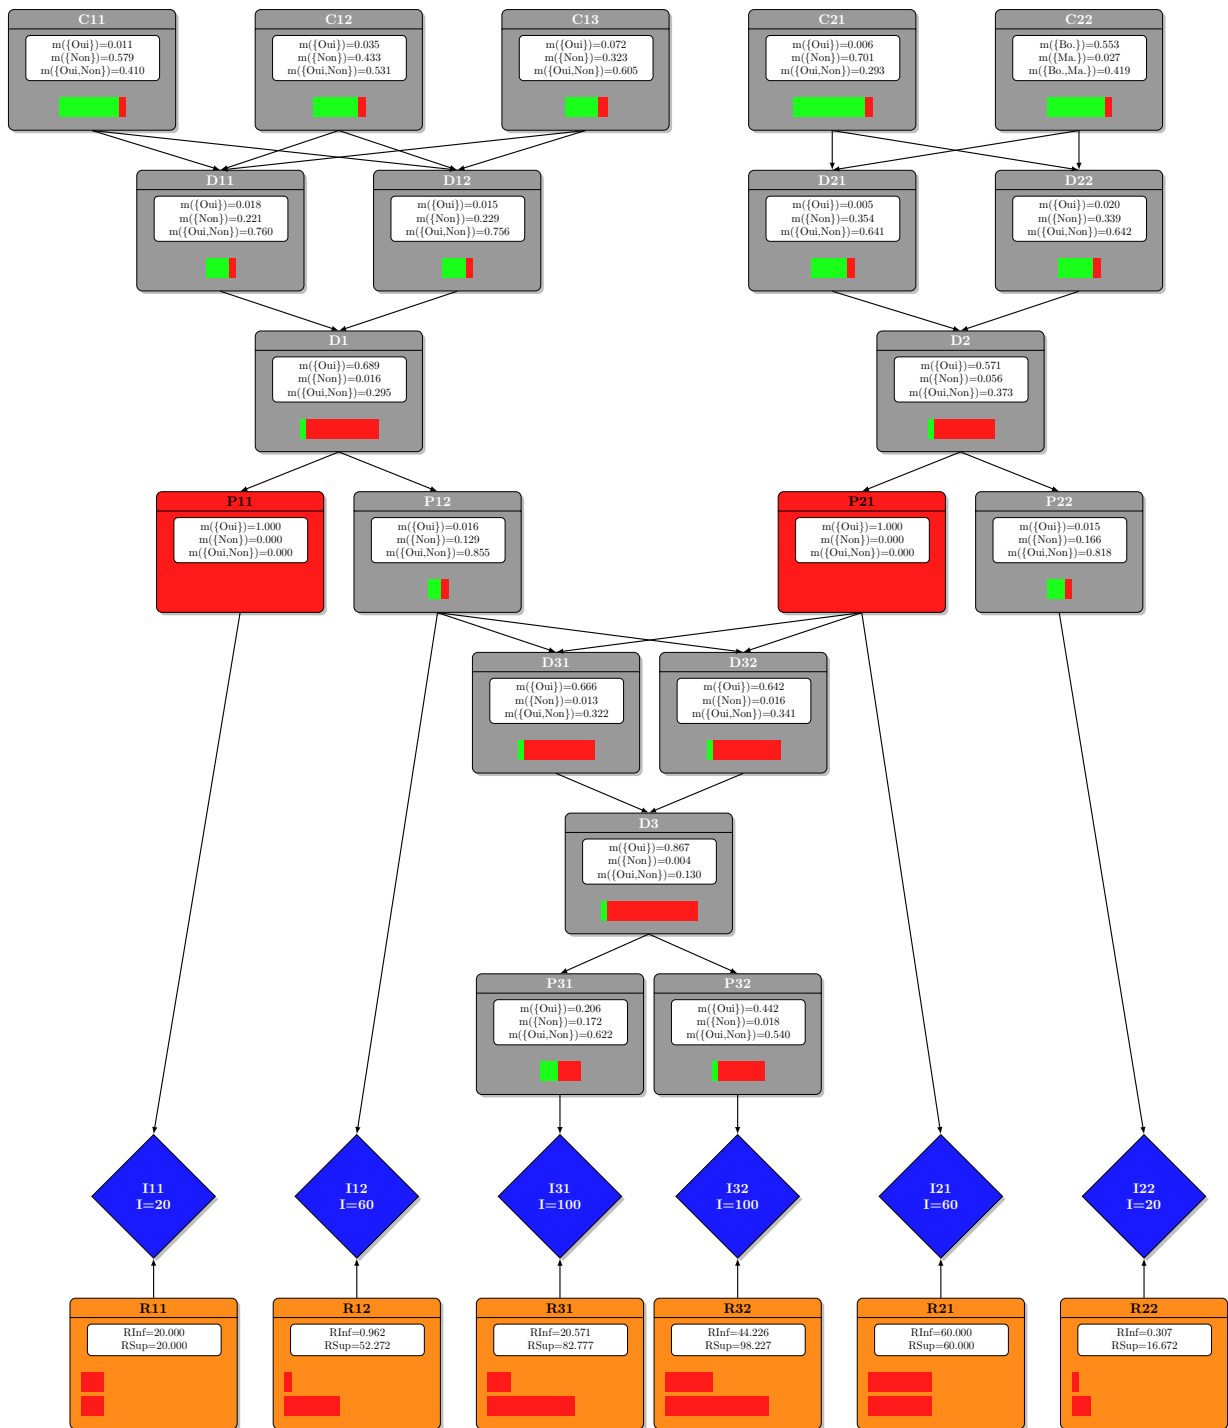 C11
m({Oui})=0.011
m({Non})=0.579
m({Oui,Non})=0.410
C12
m({Oui})=0.035
m({Non})=0.433
m({Oui,Non})=0.531
C13
m({Oui})=0.072
m({Non})=0.323
m({Oui,Non})=0.605
C21
m({Oui})=0.006
m({Non})=0.701
m({Oui,Non})=0.293
C22
m({Bo.})=0.553
m({Ma.})=0.027
m({Bo.,Ma.})=0.419
D11
m({Oui})=0.018
m({Non})=0.221
m({Oui,Non})=0.760
D12
m({Oui})=0.015
m({Non})=0.229
m({Oui,Non})=0.756
D21
m({Oui})=0.005
m({Non})=0.354
m({Oui,Non})=0.641
D22
m({Oui})=0.020
m({Non})=0.339
m({Oui,Non})=0.642
D1
m({Oui})=0.689
m({Non})=0.016
m({Oui,Non})=0.295
D2
m({Oui})=0.571
m({Non})=0.056
m({Oui,Non})=0.373
P11
m({Oui})=1.000
m({Non})=0.000
m({Oui,Non})=0.000
P12
m({Oui})=0.016
m({Non})=0.129
m({Oui,Non})=0.855
P21
m({Oui})=1.000
m({Non})=0.000
m({Oui,Non})=0.000
P22
m({Oui})=0.015
m({Non})=0.166
m({Oui,Non})=0.818
D31
m({Oui})=0.666
m({Non})=0.013
m({Oui,Non})=0.322
D32
m({Oui})=0.642
m({Non})=0.016
m({Oui,Non})=0.341
D3
m({Oui})=0.867
m({Non})=0.004
m({Oui,Non})=0.130
P31
m({Oui})=0.206
m({Non})=0.172
m({Oui,Non})=0.622
P32
m({Oui})=0.442
m({Non})=0.018
m({Oui,Non})=0.540
I11
I=20
I12
I=60
I31
I=100
I32
I=100
I21
I=60
I22
I=20
R11
RInf=20.000
RSup=20.000
R12
RInf=0.962
RSup=52.272
R31
RInf=20.571
RSup=82.777
R32
RInf=44.226
RSup=98.227
R21
RInf=60.000
RSup=60.000
R22
RInf=0.307
RSup=16.672